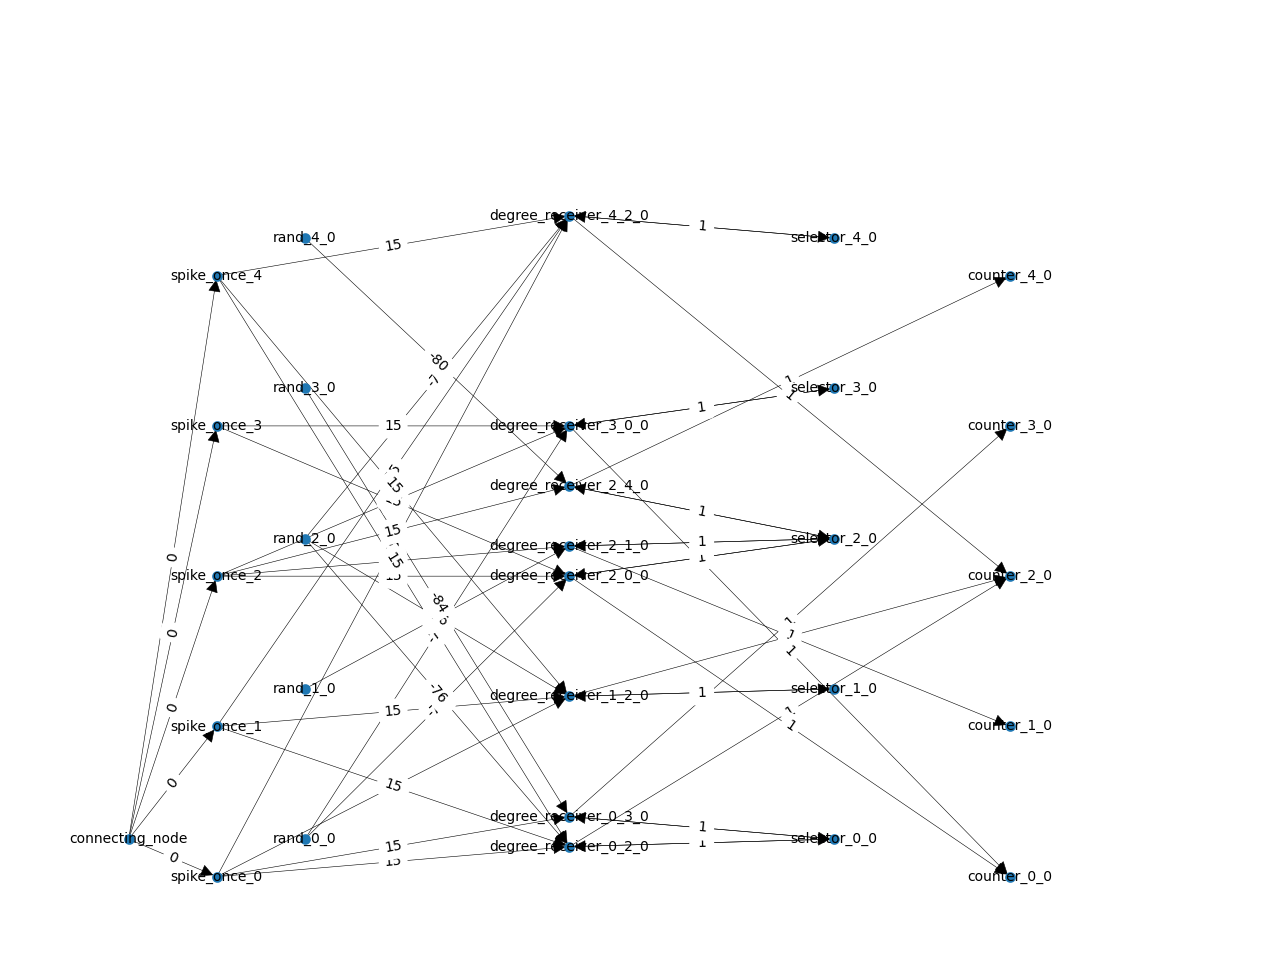 degree_receiver_4_2_0
1
rand_4_0
selector_4_0
15
spike_once_4
counter_4_0
-80
-7
1
1
rand_3_0
selector_3_0
1
spike_once_3
15
degree_receiver_3_0_0
counter_3_0
15
degree_receiver_2_4_0
1
15
rand_2_0
degree_receiver_2_1_0
1
selector_2_0
1
0
15
spike_once_2
degree_receiver_2_0_0
counter_2_0
-84
0
1
1
1
rand_1_0
degree_receiver_1_2_0
1
selector_1_0
-76
0
15
spike_once_1
1
1
counter_1_0
0
15
degree_receiver_0_3_0
1
connecting_node
rand_0_0
selector_0_0
15
degree_receiver_0_2_0
1
0
15
spike_once_0
counter_0_0